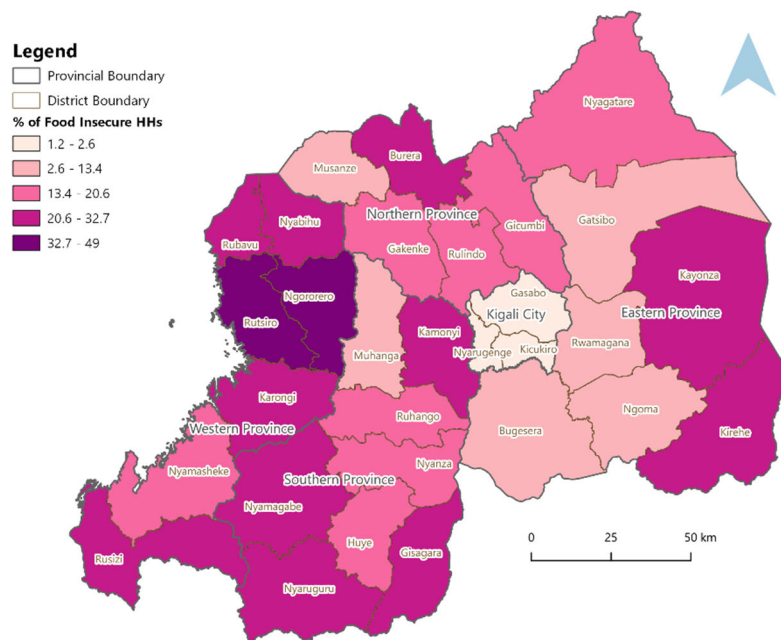 Legend
Provincial Boundary
District Boundary
% of Food Insecure HHs
1.2 - 2.6
2.6 - 13.4
13.4 - 20.6
20.6 - 32.7
32.7 - 49
Nyagatare
Burera
Musanze
Northern Province
Gatsibo
Nyabihu
Gicumbi
Rubavu
Gakenke
Rulindo
Kayonza
Ngororero
Gasabo
Rutsiro
Kigali City
Eastern Province
Kamonyi
Rwamagana
Muhanga
Nyarugenge
Kicukiro
Karongi
Ruhango
Ngoma
Western Province
Bugesera
Kirehe
Nyamasheke
Nyanza
Southern Province
Nyamagabe
Huye
Gisagara
Rusizi
Nyaruguru
0 25 50 km